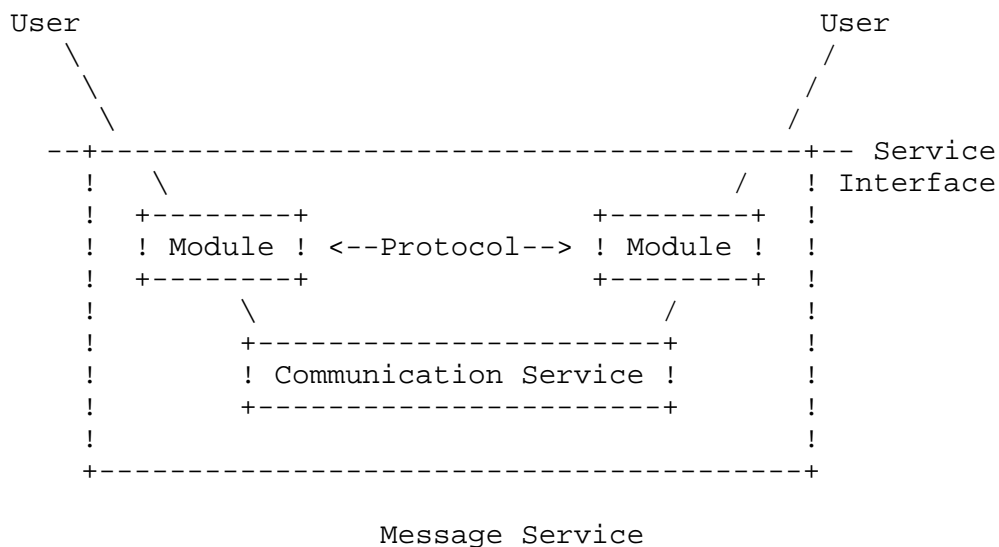 User                                               User
    \                                              /
     \                                            /
      \                                          /
  --+-------------------------------------+-- Service
    !   \                              /   ! Interface
    !  +--------+               +--------+  !
    !  ! Module ! <--Protocol--> ! Module !  !
    !  +--------+               +--------+  !
    !        \                     /        !
    !        +-----------------------+       !
    !        ! Communication Service !       !
    !        +-----------------------+       !
    !                                        !
    +-------------------------------------+
Message Service